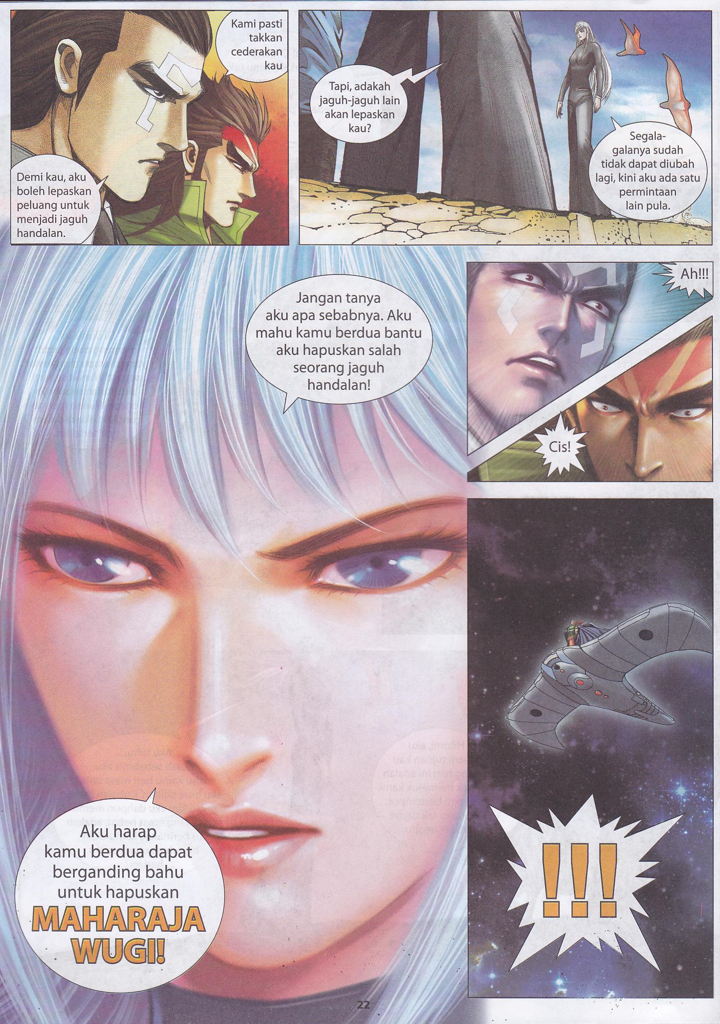 Kami pasti
takkan
cederakan
kau
Demi kau, aku
boleh lepaskan
peluang untuk
menjadi jaguh
handalan.
Tapi, adakah
jaguh-jaguh lain
akan lepaskan
kau?
Segala-
galanya sudah
tidak dapat diubah
lagi, kini aku ada satu
permintaan
lain pula.
Jangan tanya
aku apa sebabnya. Aku
mahu kamu berdua bantu
aku hapuskan salah
seorang jaguh
handalan!
Ah!!!
Cis!
Aku harap
kamu berdua dapat
berganding bahu
untuk hapuskan
MAHARAJA
WUGI!
!!!
22